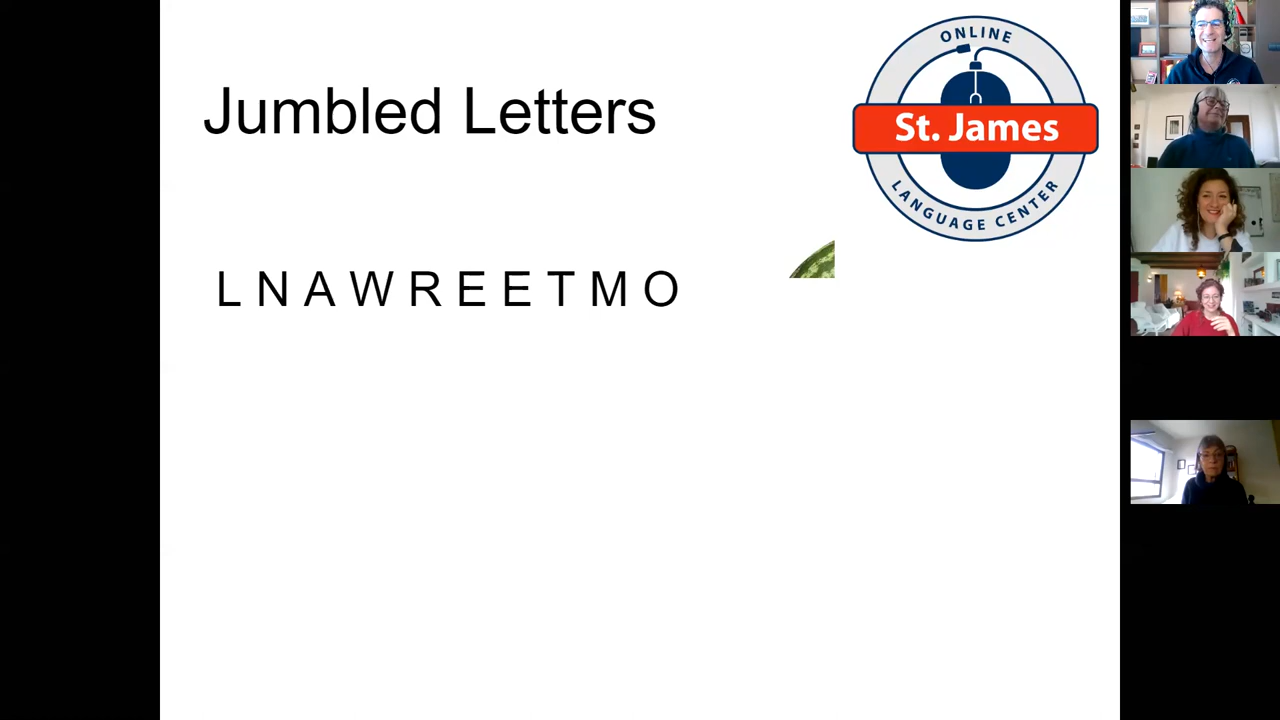 Jumbled Letters
L N A W R E E T M O
ONLINE
St. James
LANGUAGE CENTER